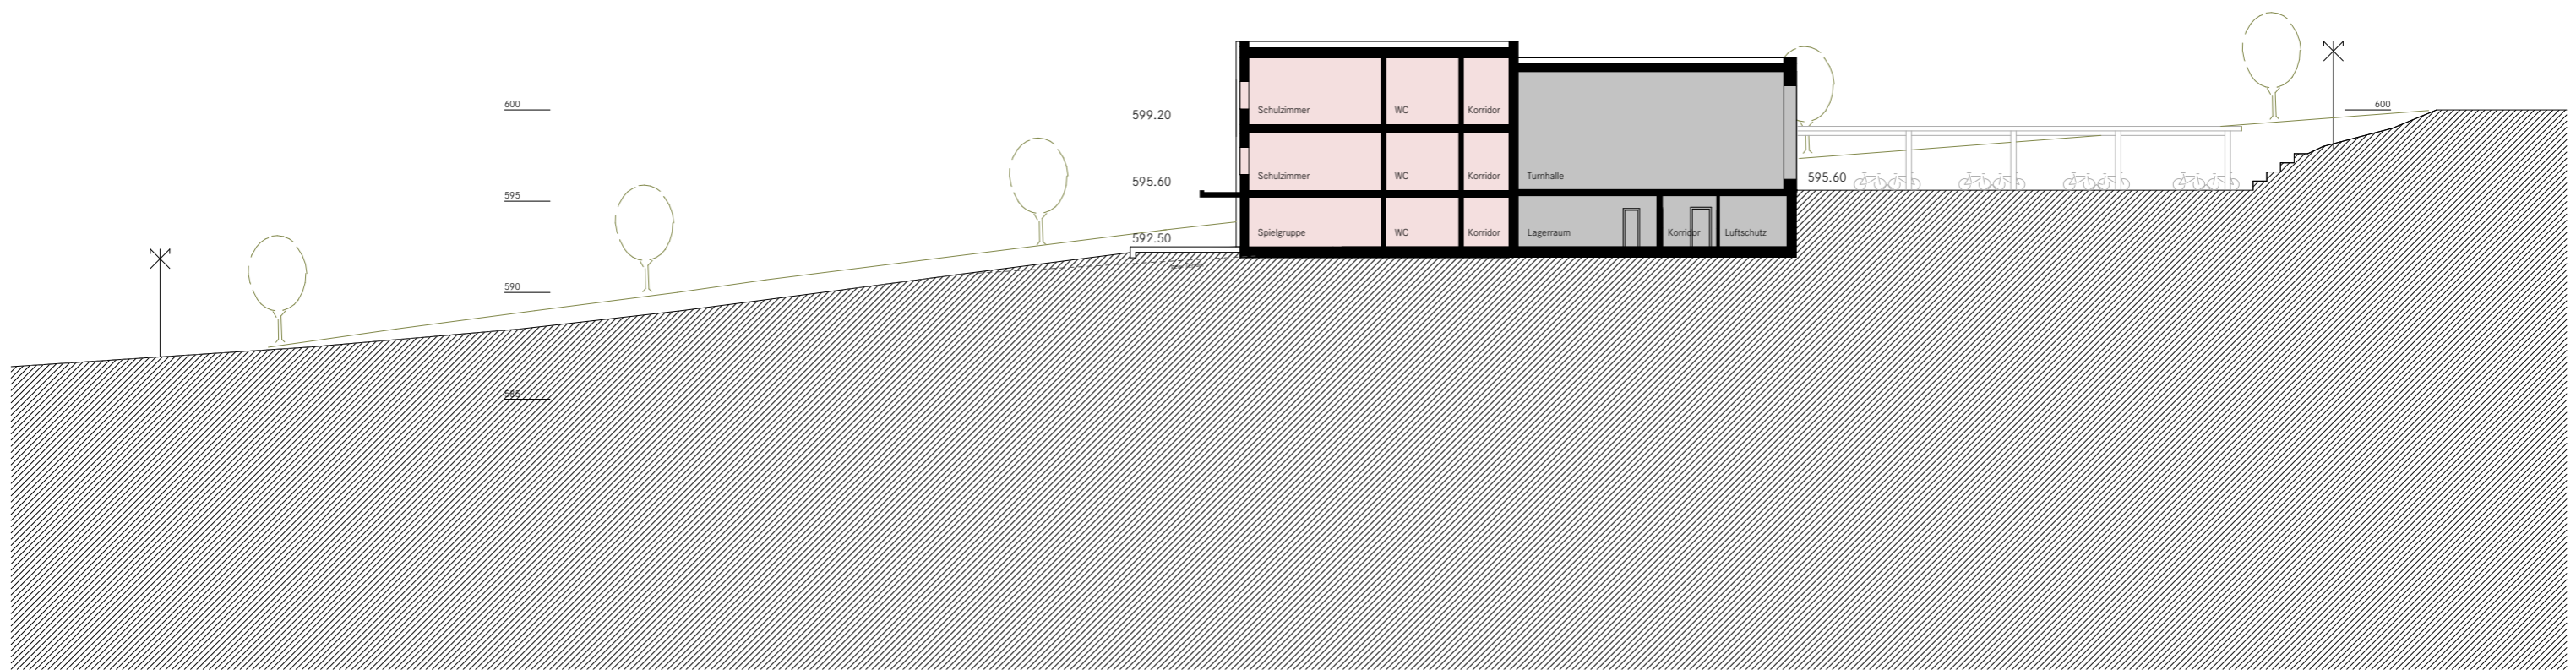 600
600
599.20
Schulzimmer
WC
Korridor
595
595.60
Schulzimmer
WC
Korridor
Turnhalle
595.60
592.50
Spielgruppe
WC
Korridor
Lagerraum
Korridor
Luftschutz
590
585